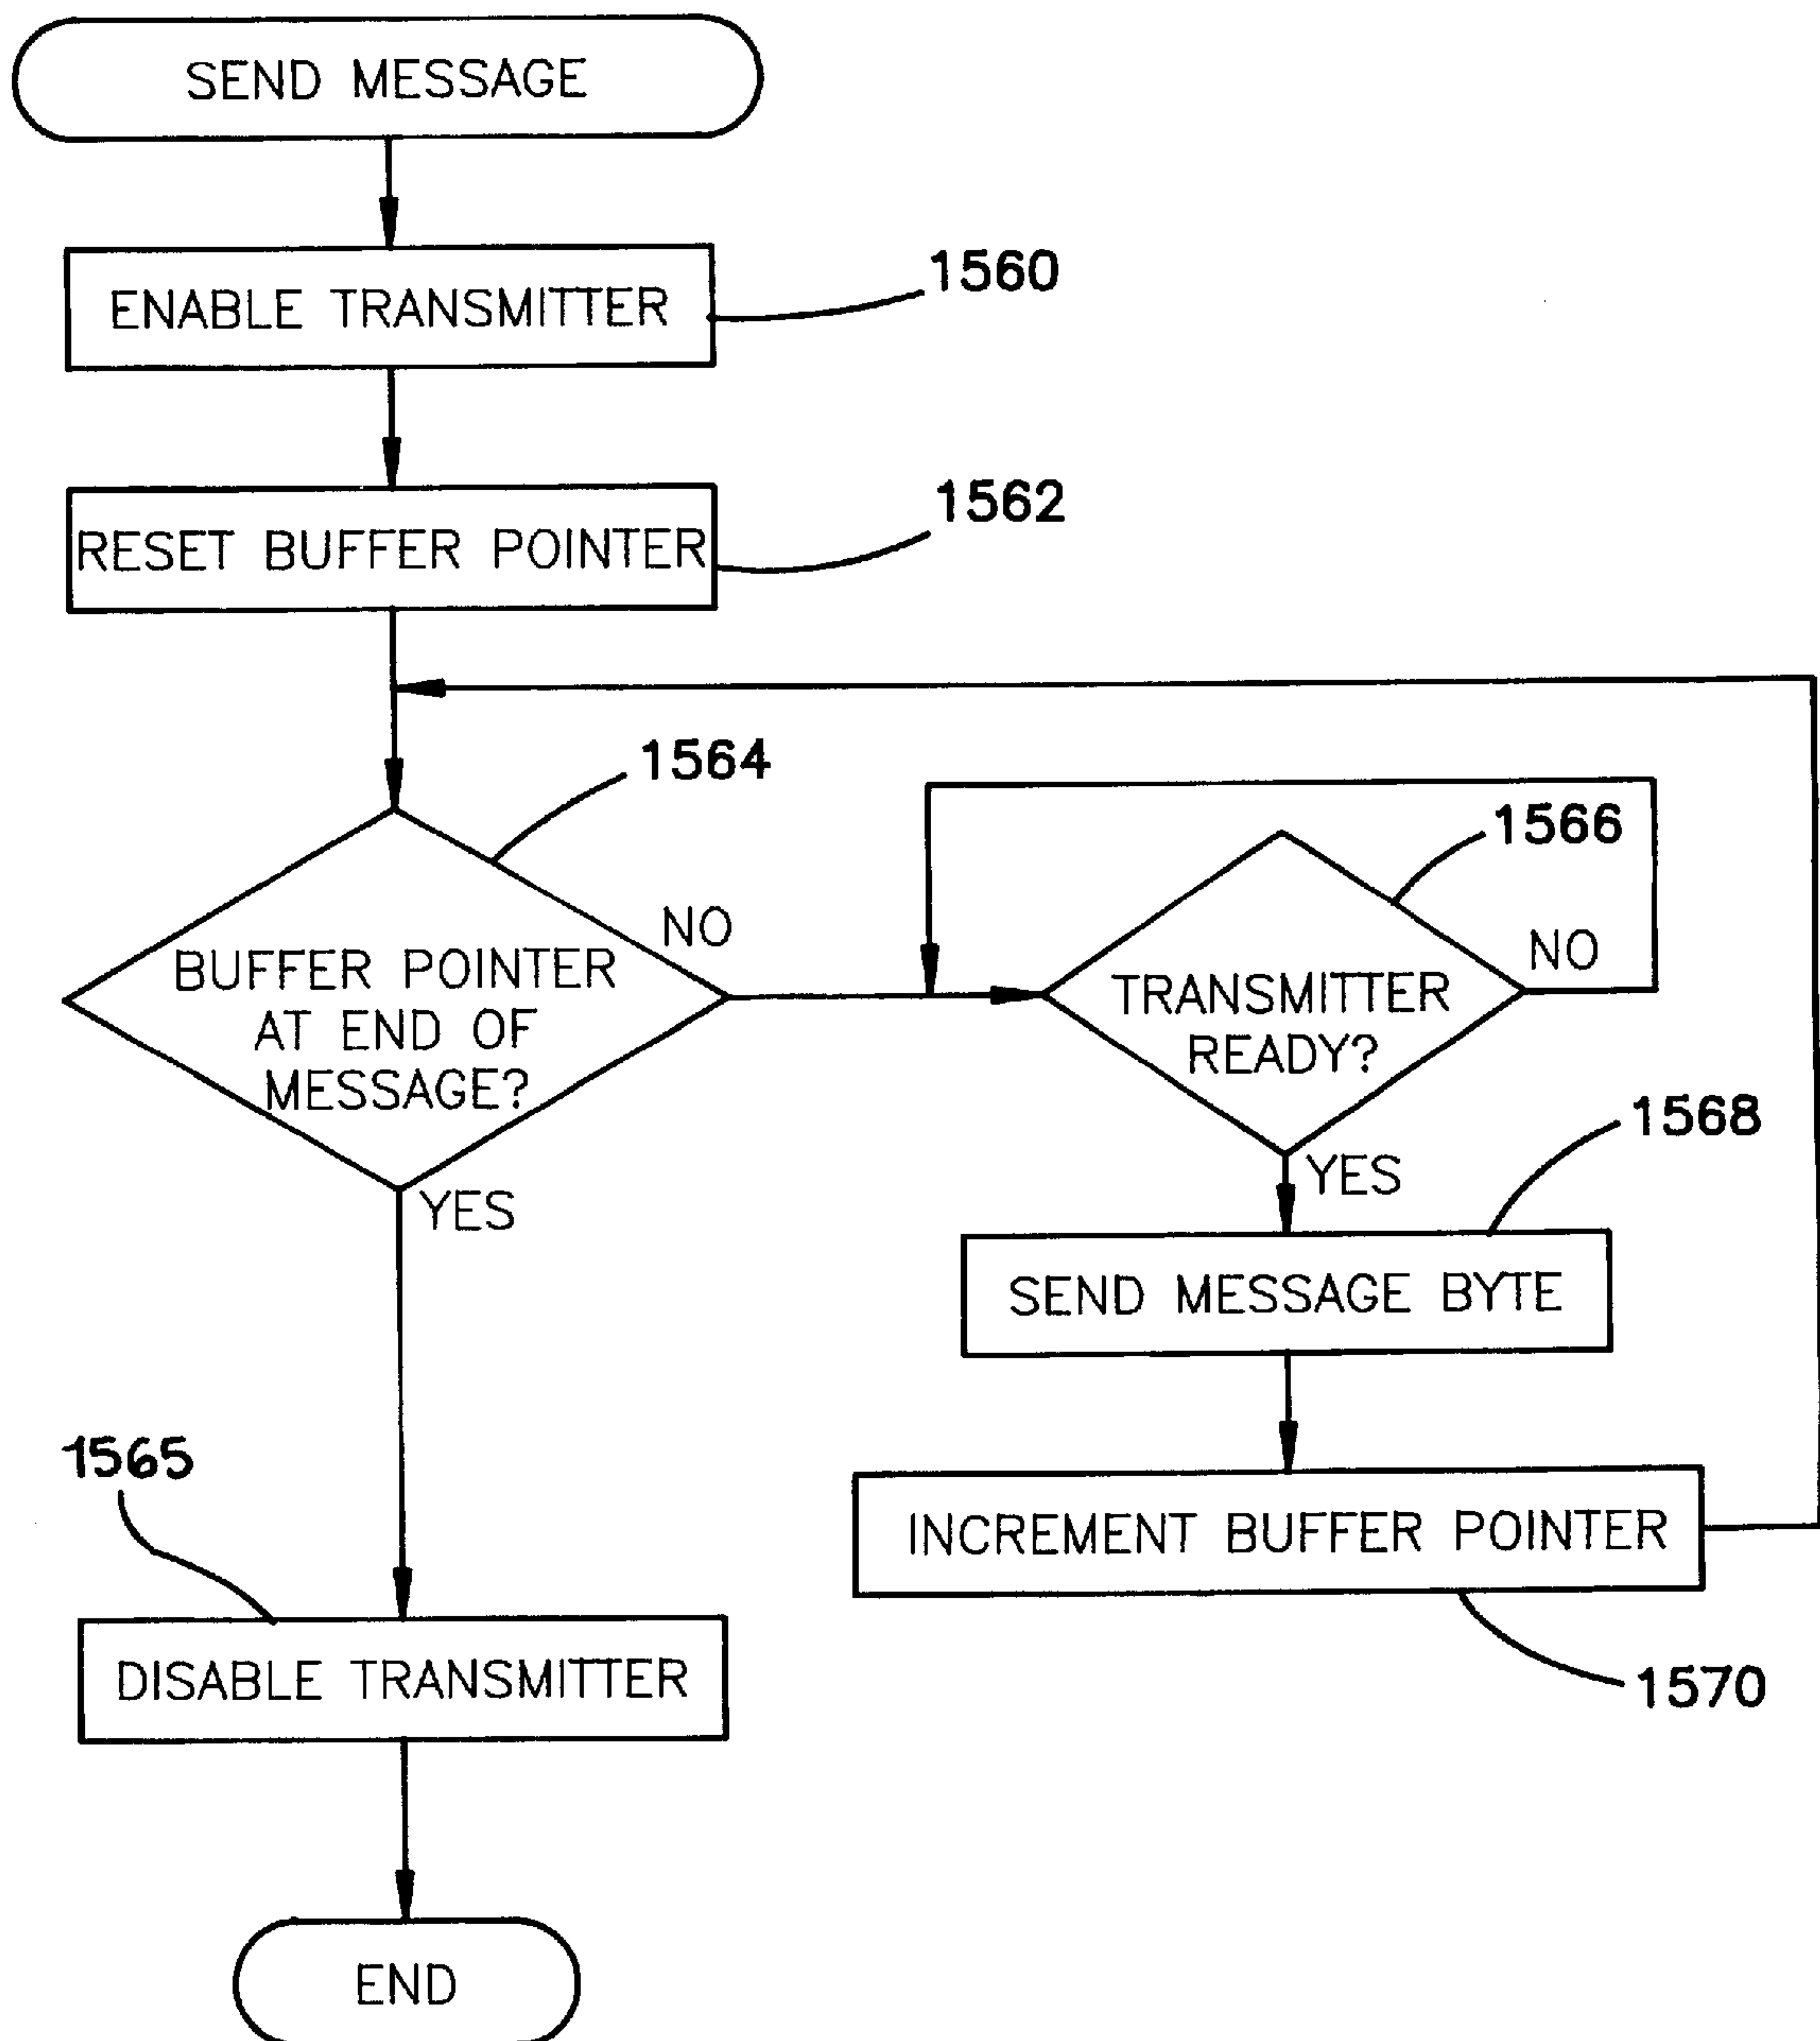 SEND MESSAGE
ENABLE TRANSMITTER
1560
RESET BUFFER POINTER
1562
1564
BUFFER POINTER
AT END OF
MESSAGE?
NO
YES
1566
TRANSMITTER
READY?
NO
YES
1568
SEND MESSAGE BYTE
INCREMENT BUFFER POINTER
1570
1565
DISABLE TRANSMITTER
END